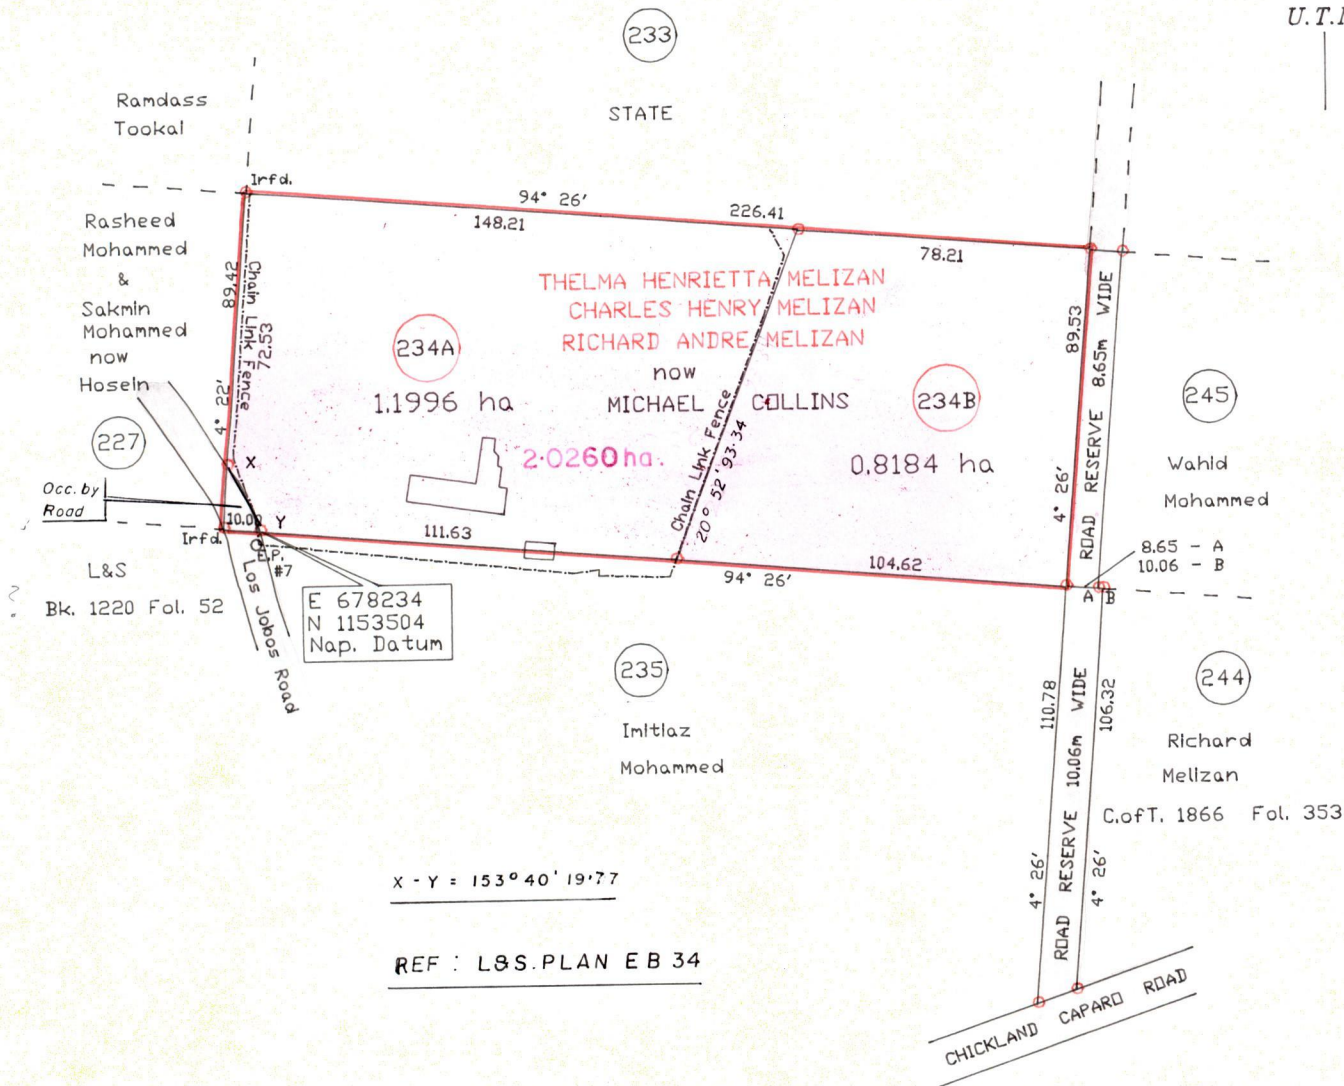 U.T.
233
STATE
Ramdass
Tookal
Irfd.
94° 26'
226.41
148.21
78.21
Rasheed
Mohammed
&
Sakmin
Mohammed
now
Hosein
89.42
4° 22'
Chain Link Fence
72.53
THELMA HENRIETTA MELIZAN
CHARLES HENRY MELIZAN
RICHARD ANDRE MELIZAN
now
MICHAEL COLLINS
234A
1.1996 ha
2.0260 ha.
234B
0.8184 ha
Chain Link Fence
20° 52' 93.34
89.53
4° 26'
ROAD RESERVE 8.65m WIDE
245
Wahid
Mohammed
227
X
Occ. by
Road
10.00
Y
Irfd.
E.P.
#7
111.63
94° 26'
104.62
8.65 - A
10.06 - B
A
B
L&S
Bk. 1220 Fol. 52
?
E 678234
N 1153504
Nap. Datum
Los Jobos Road
235
Imitiaz
Mohammed
110.78
4° 26'
ROAD RESERVE 10.06m WIDE
106.32
4° 26'
244
Richard
Melizan
C.ofT. 1866 Fol. 353
X - Y = 153° 40' 19.77
REF : L&S. PLAN EB 34
CHICKLAND CAPARO ROAD